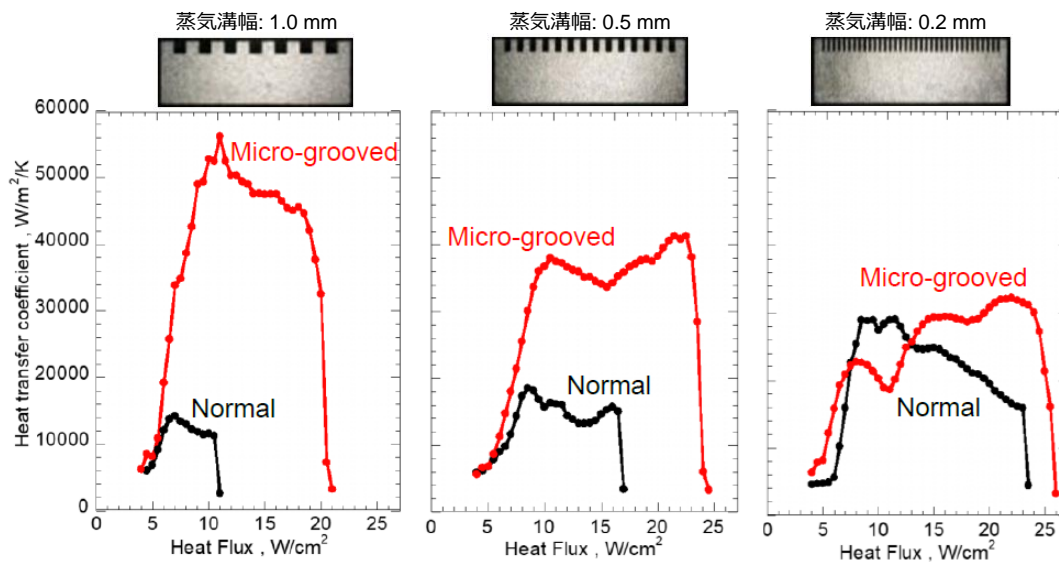 蒸気溝幅: 1.0 mm
蒸気溝幅: 0.5 mm
蒸気溝幅: 0.2 mm
Heat transfer coefficient , W/m²/K
60000
50000
40000
30000
20000
10000
0
Micro-grooved
Normal
0 5 10 15 20 25
Heat Flux , W/cm²
Micro-grooved
Normal
0 5 10 15 20 25
Heat Flux , W/cm²
Micro-grooved
Normal
0 5 10 15 20 25
Heat Flux , W/cm²